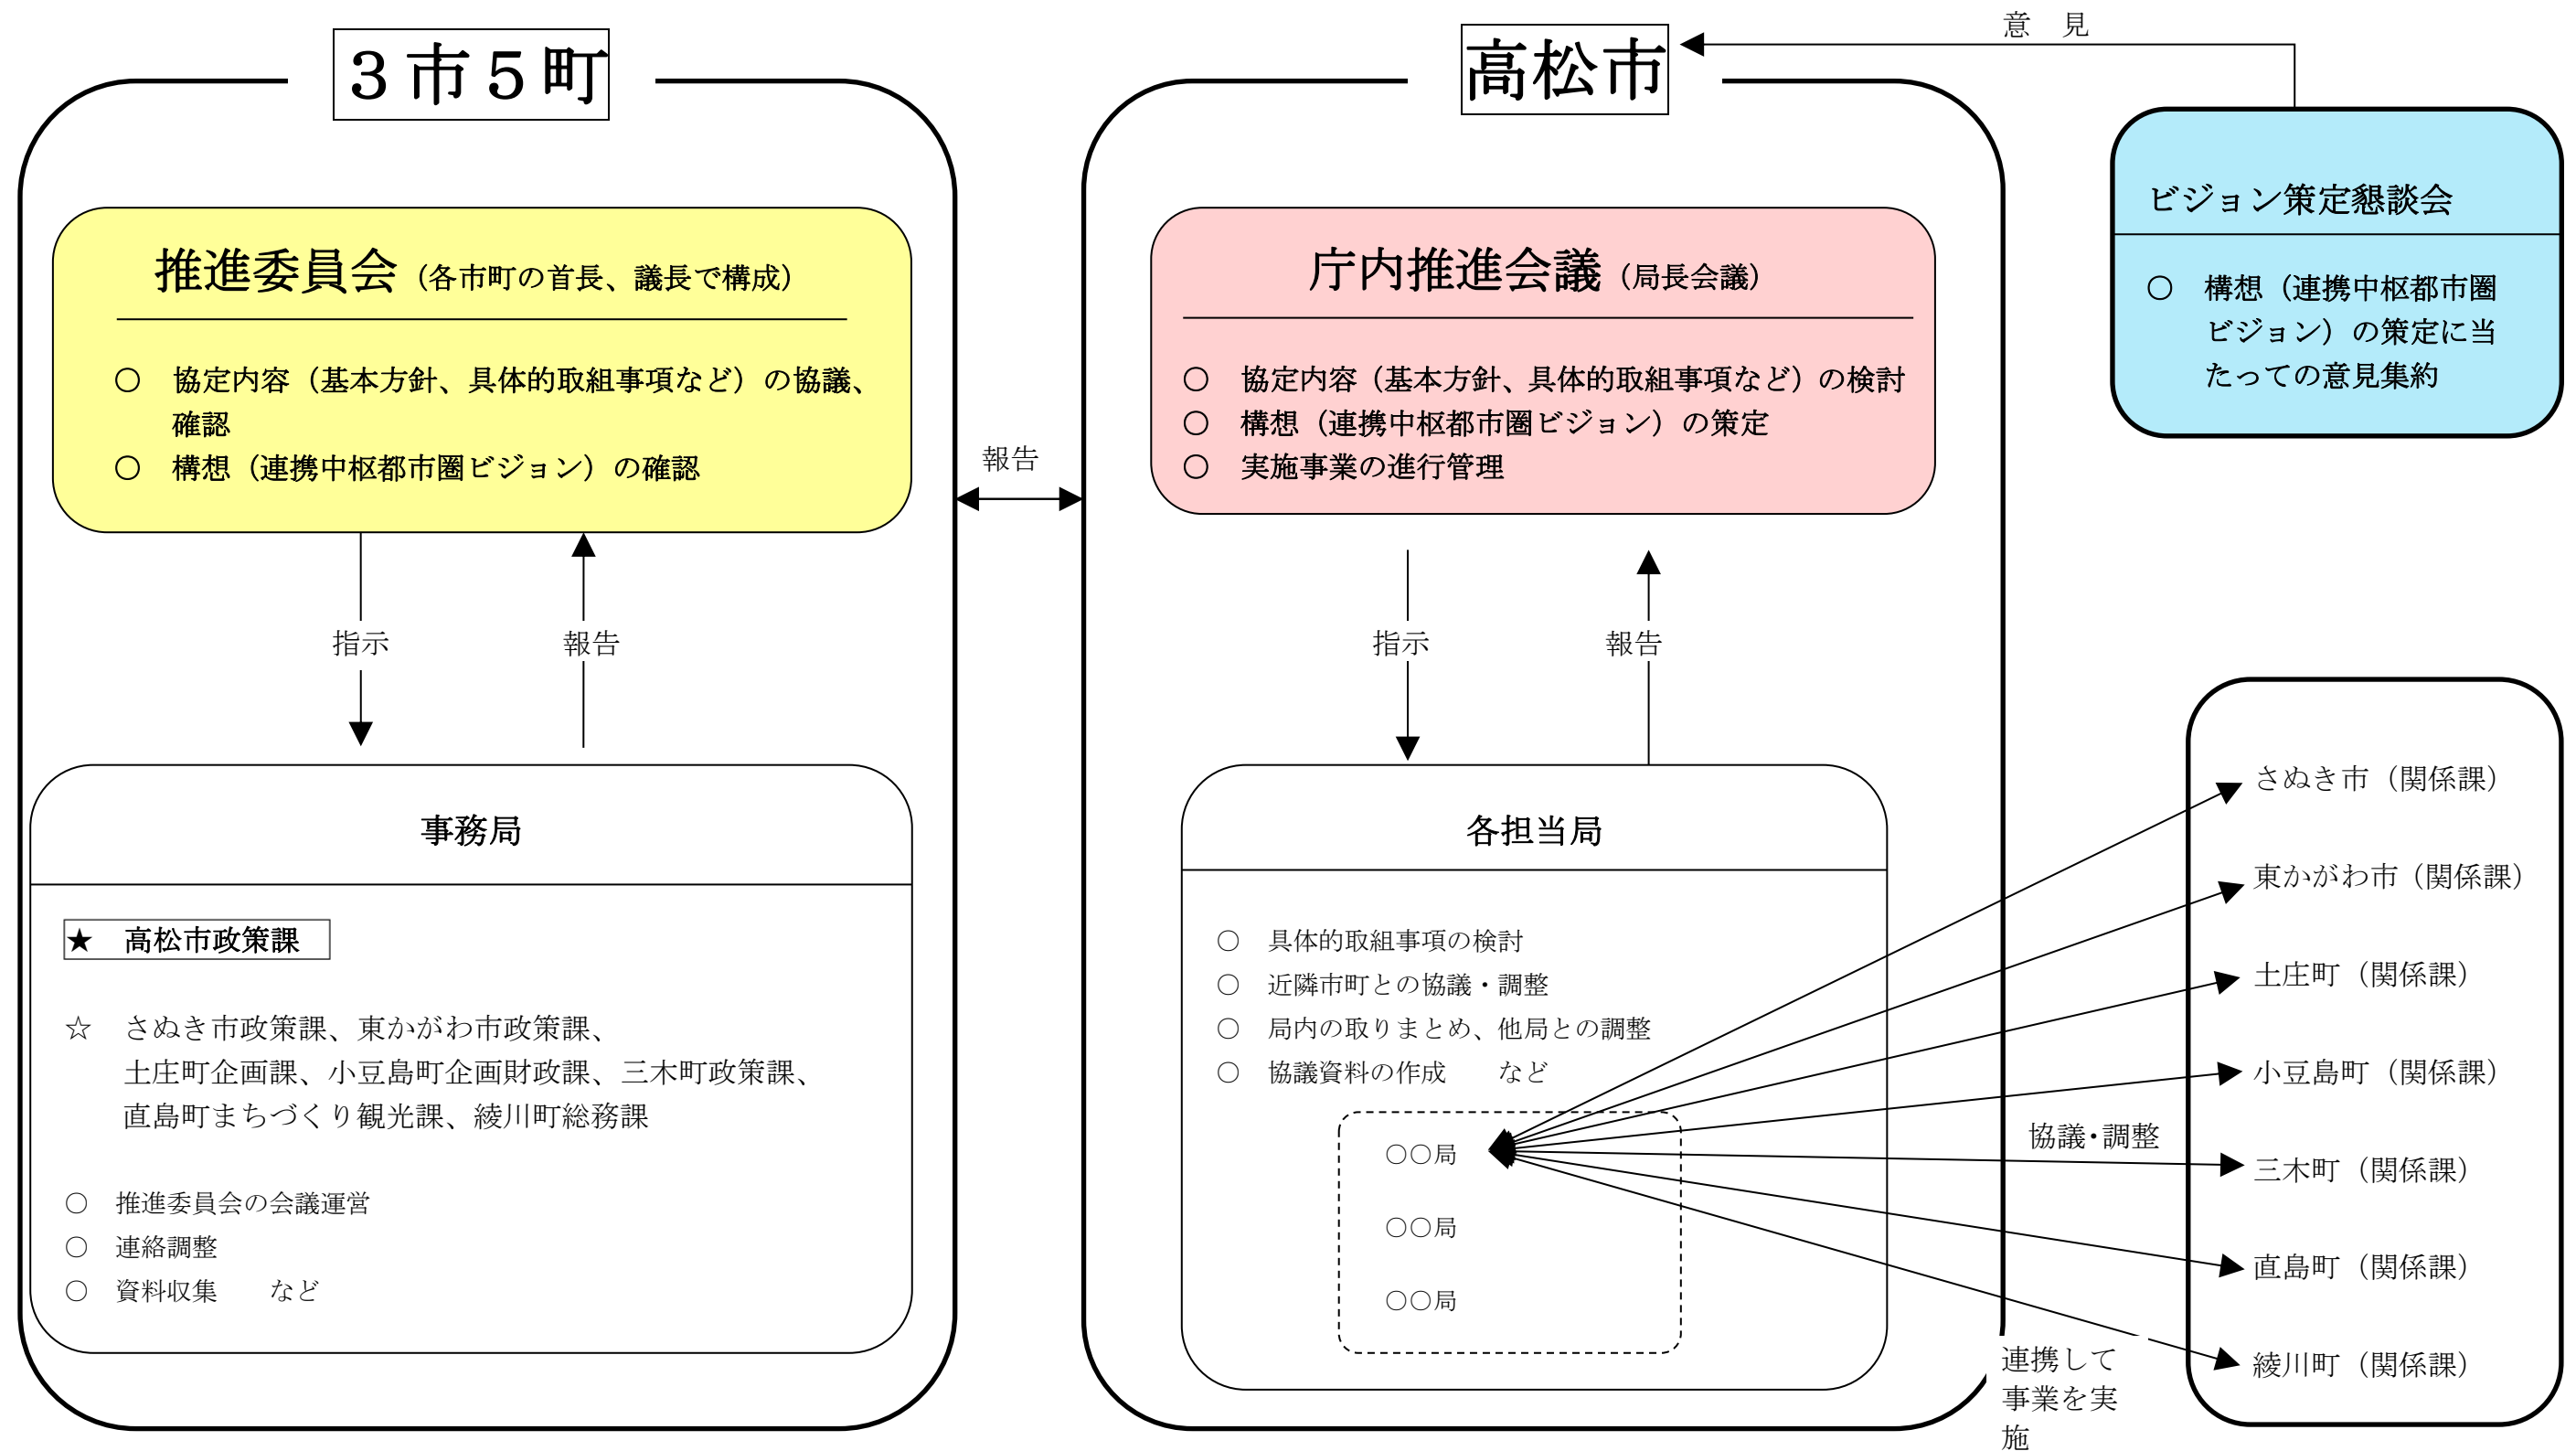 ３市５町
推進委員会（各市町の首長、議長で構成）
○　協定内容（基本方針、具体的取組事項など）の協議、
確認
○　構想（連携中枢都市圏ビジョン）の確認
指示
報告
事務局
★　高松市政策課
☆　さぬき市政策課、東かがわ市政策課、
土庄町企画課、小豆島町企画財政課、三木町政策課、
直島町まちづくり観光課、綾川町総務課
○　推進委員会の会議運営
○　連絡調整
○　資料収集　　など
報告
高松市
庁内推進会議（局長会議）
○　協定内容（基本方針、具体的取組事項など）の検討
○　構想（連携中枢都市圏ビジョン）の策定
○　実施事業の進行管理
指示
報告
各担当局
○　具体的取組事項の検討
○　近隣市町との協議・調整
○　局内の取りまとめ、他局との調整
○　協議資料の作成　　など
○○局
○○局
○○局
意　見
ビジョン策定懇談会
○　構想（連携中枢都市圏
ビジョン）の策定に当
たっての意見集約
さぬき市（関係課）
東かがわ市（関係課）
土庄町（関係課）
小豆島町（関係課）
協議・調整
三木町（関係課）
直島町（関係課）
綾川町（関係課）
連携して
事業を実
施